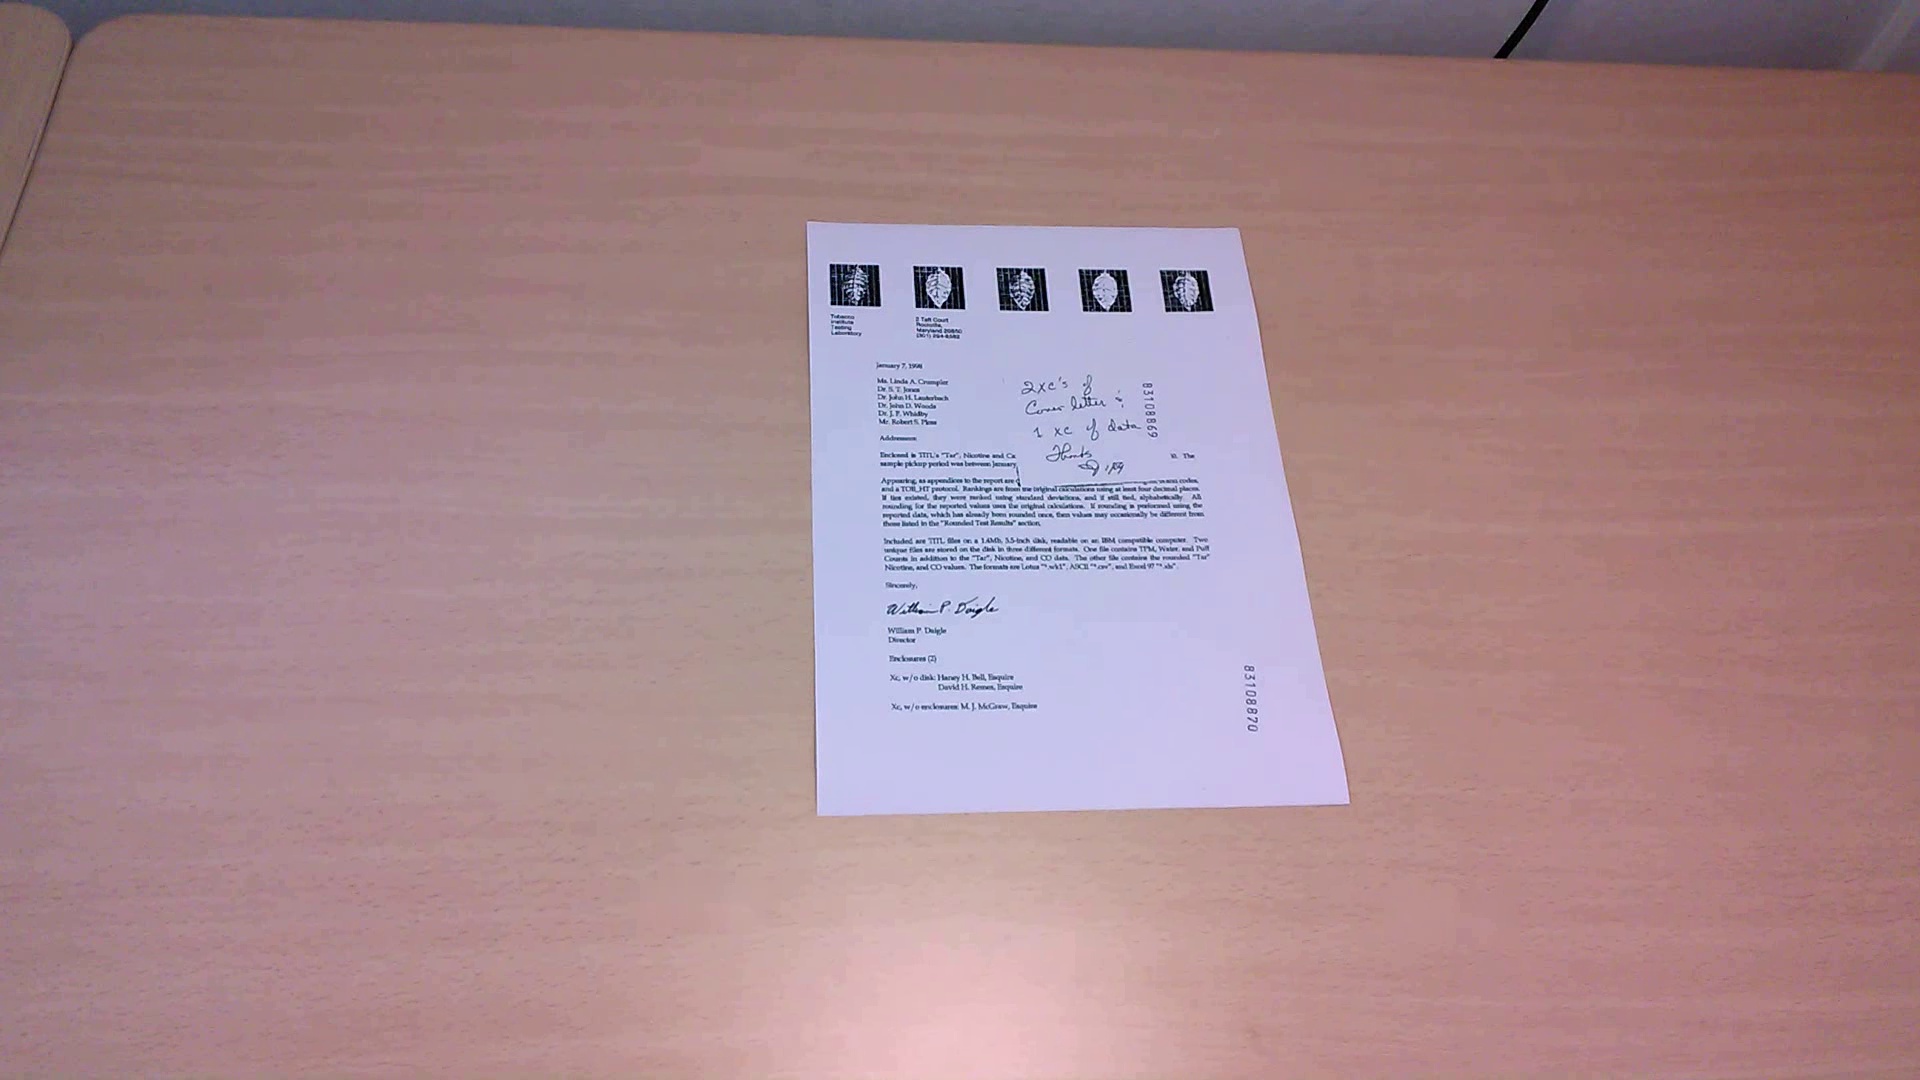 Tobacco
Institute
Testing
Laboratory
2 Taft Court
Rockville,
Maryland 20850
(301) 294-8582
January 7, 1998
Ms. Linda A. Crumpler
Dr. S. T. Jones
Dr. John H. Lauterbach
Dr. John D. Woods
Dr. J. P. Whidby
Mr. Robert S. Pless
2xc's of
Cover letter &
1 xc of data
Thanks
83108869
Addressees:
Enclosed is TITL's "Tar", Nicotine and Ca The
sample pickup period was between January
Appearing, as appendices to the report are codes,
and a TOB_HT protocol. Rankings are from the original calculations using at least four decimal places.
If ties existed, they were ranked using standard deviations, and if still tied, alphabetically. All
rounding for the reported values uses the original calculations. If rounding is performed using the
reported data, which has already been rounded once, then values may occasionally be different from
those listed in the "Rounded Test Results" section.
Included are TITL files on a 1.4Mb, 3.5-inch disk, readable on an IBM compatible computer. Two
unique files are stored on the disk in three different formats. One file contains TPM, Water, and Puff
Counts in addition to the "Tar", Nicotine, and CO data. The other file contains the rounded "Tar"
Nicotine, and CO values. The formats are Lotus "*.wk1", ASCII "*.csv", and Excel 97 "*.xls".
Sincerely,
William P. Daigle
William P. Daigle
Director
Enclosures (2)
Xc, w/o disk: Haney H. Bell, Esquire
David H. Remes, Esquire
Xc, w/o enclosures: M. J. McGraw, Esquire
83108870